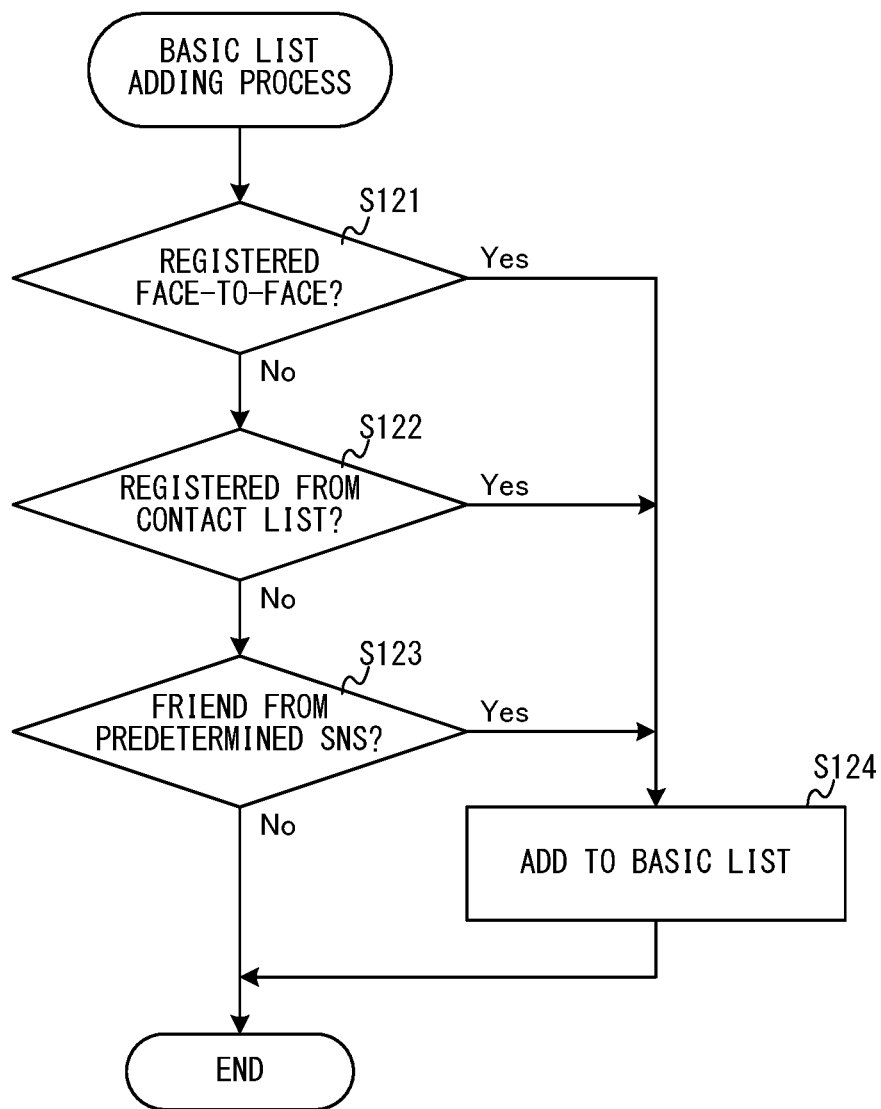 BASIC LIST
ADDING PROCESS
S121
REGISTERED
FACE-TO-FACE?
Yes
No
S122
REGISTERED FROM
CONTACT LIST?
Yes
No
S123
FRIEND FROM
PREDETERMINED SNS?
Yes
No
S124
ADD TO BASIC LIST
END